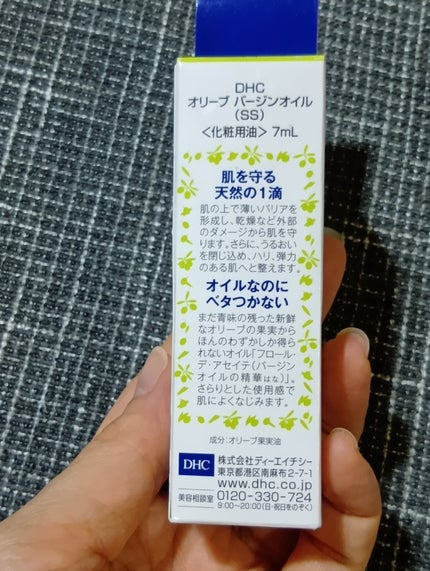 DHC
オリーブ バージンオイル
(SS)
<化粧用油> 7mL
肌を守る
天然の1滴
肌の上で薄いバリアを
形成し、乾燥など外部
のダメージから肌を守
ります。さらに、うるおい
を閉じ込め、ハリ、弾力
のある肌へと整えます。
オイルなのに
ベタつかない
まだ青味の残った新鮮
なオリーブの果実から
ほんのわずかしか得ら
れないオイル「フロール・
デ・アセイテ(バージン
オイルの精華はな)」。
さらりとした使用感で
肌によくなじみます。
成分:オリーブ果実油
DHC 株式会社ディーエイチシー
東京都港区南麻布2-7-1
www.dhc.co.jp
美容相談室 0120-330-724
9:00~20:00(日・祝日をのぞく)